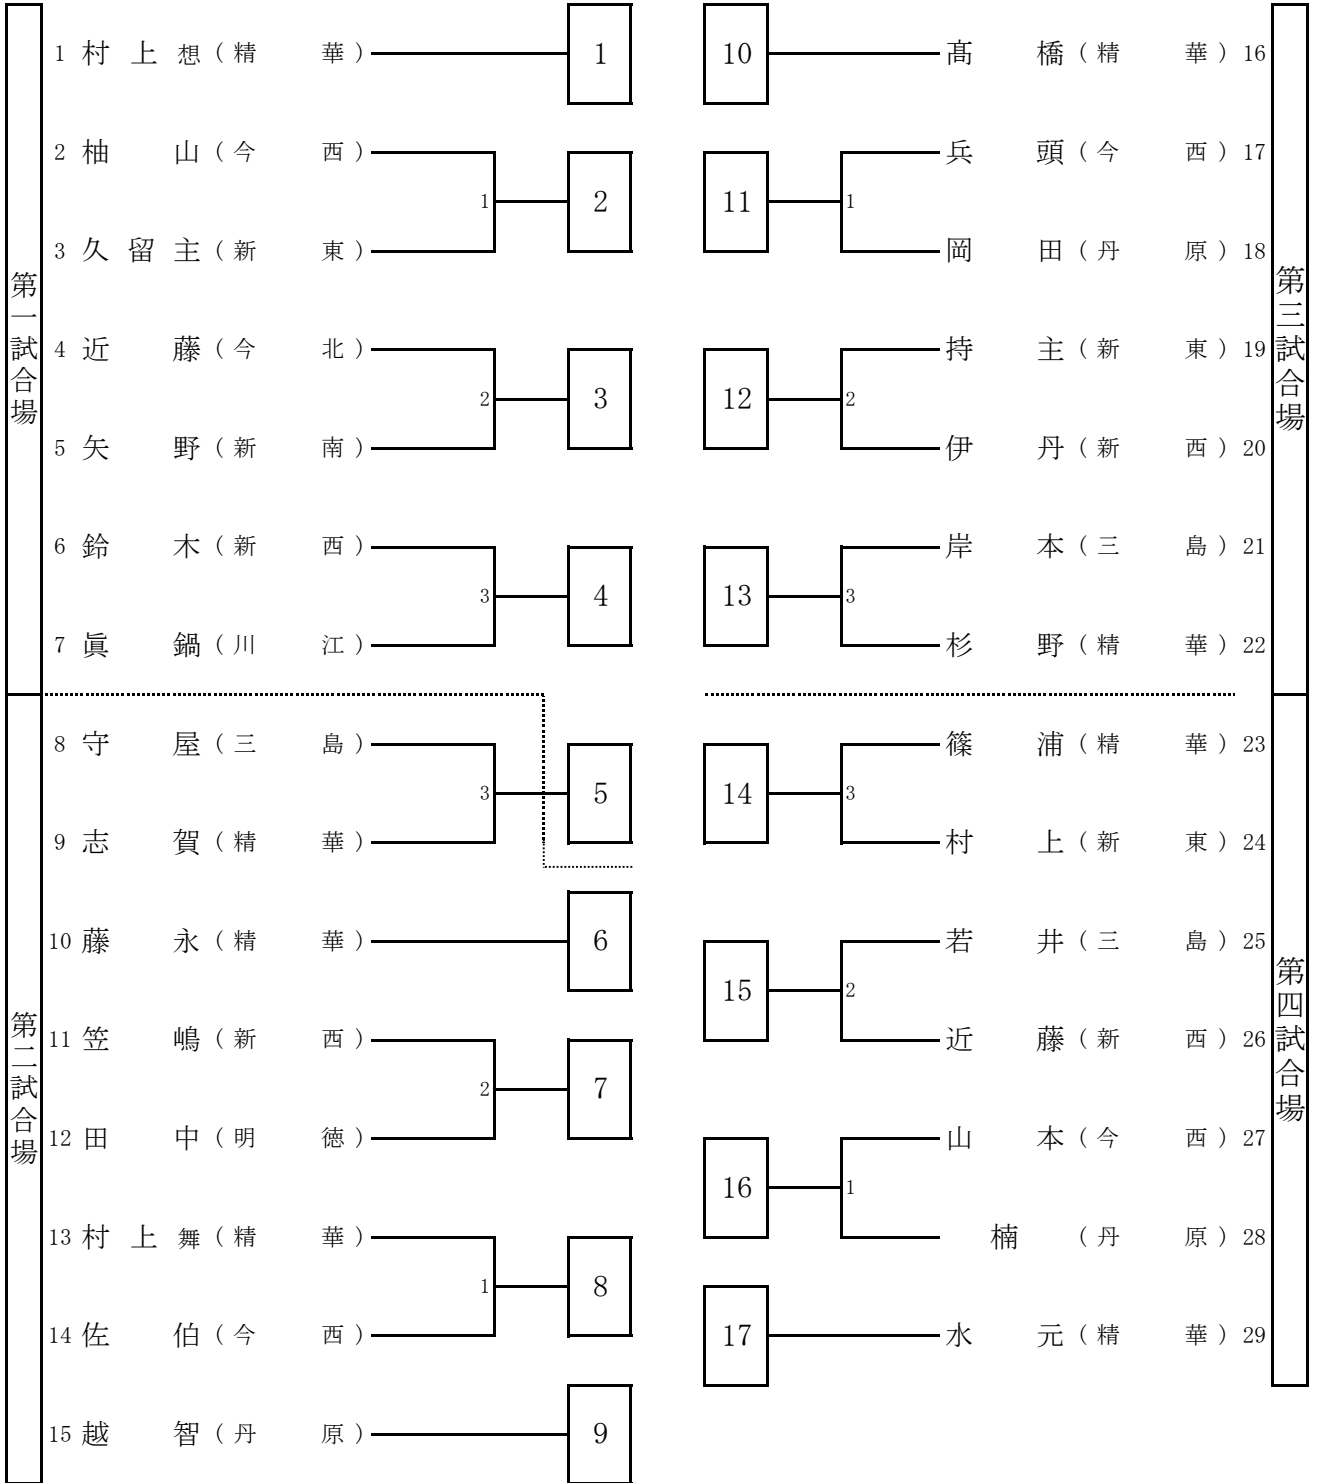 第一試合場
1 村上想（精華） 1
2 柚山（今西）
1 2
3 久留主（新東）
4 近藤（今北）
2 3
5 矢野（新南）
6 鈴木（新西）
3 4
7 眞鍋（川江）
第二試合場
8 守屋（三島）
3 5
9 志賀（精華）
10 藤永（精華） 6
11 笠嶋（新西）
2 7
12 田中（明徳）
13 村上舞（精華）
1 8
14 佐伯（今西）
15 越智（丹原） 9
第三試合場
10 髙橋（精華）16
兵頭（今西）17
11 1
岡田（丹原）18
持主（新東）19
12 2
伊丹（新西）20
岸本（三島）21
13 3
杉野（精華）22
第四試合場
篠浦（精華）23
14 3
村上（新東）24
若井（三島）25
15 2
近藤（新西）26
山本（今西）27
16 1
楠（丹原）28
17 水元（精華）29